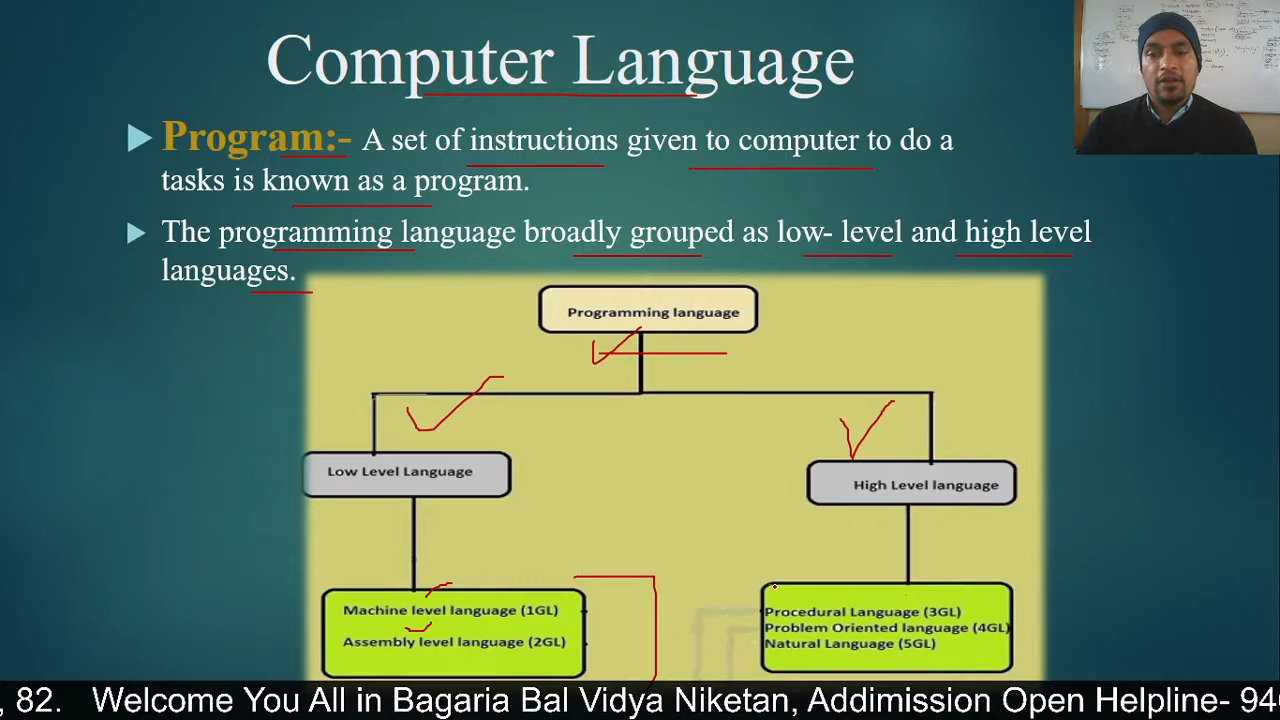 Computer Language
Program:- A set of instructions given to computer to do a
tasks is known as a program.
The programming language broadly grouped as low- level and high level
languages.
Programming language
Low Level Language
High Level language
Machine level language (1GL)
Assembly level language (2GL)
Procedural Language (3GL)
Problem Oriented language (4GL)
Natural Language (5GL)
, 82. Welcome You All in Bagaria Bal Vidya Niketan, Addimission Open Helpline- 94